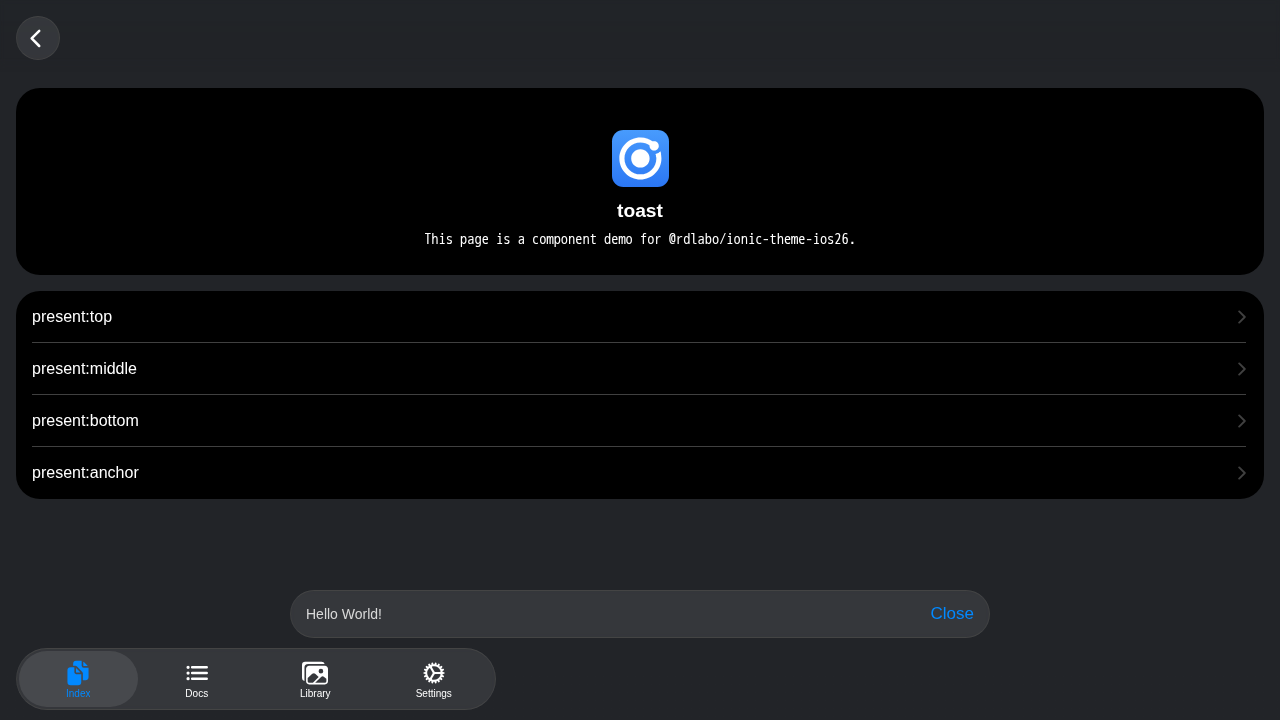 toast
This page is a component demo for @rdlabo/ionic-theme-ios26.
present:top
present:middle
present:bottom
present:anchor
Hello World!
Close
Index
Docs
Library
Settings